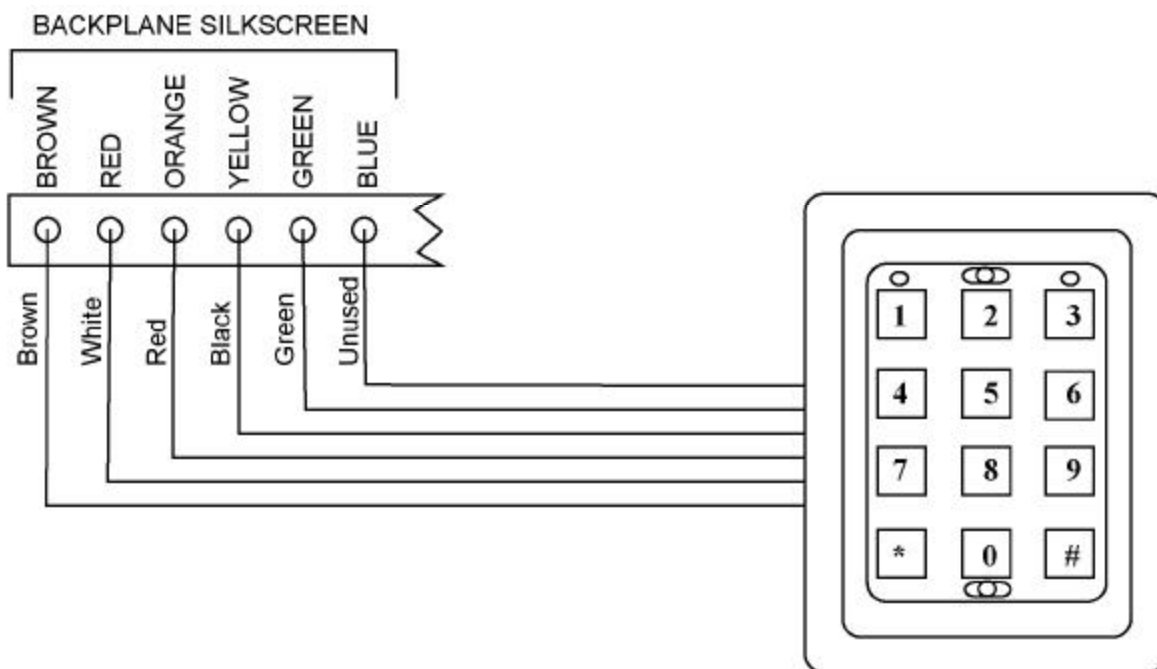 BACKPLANE SILKSCREEN
BROWN
RED
ORANGE
YELLOW
GREEN
BLUE
Brown
White
Red
Black
Green
Unused
1 2 3
4 5 6
7 8 9
* 0 #